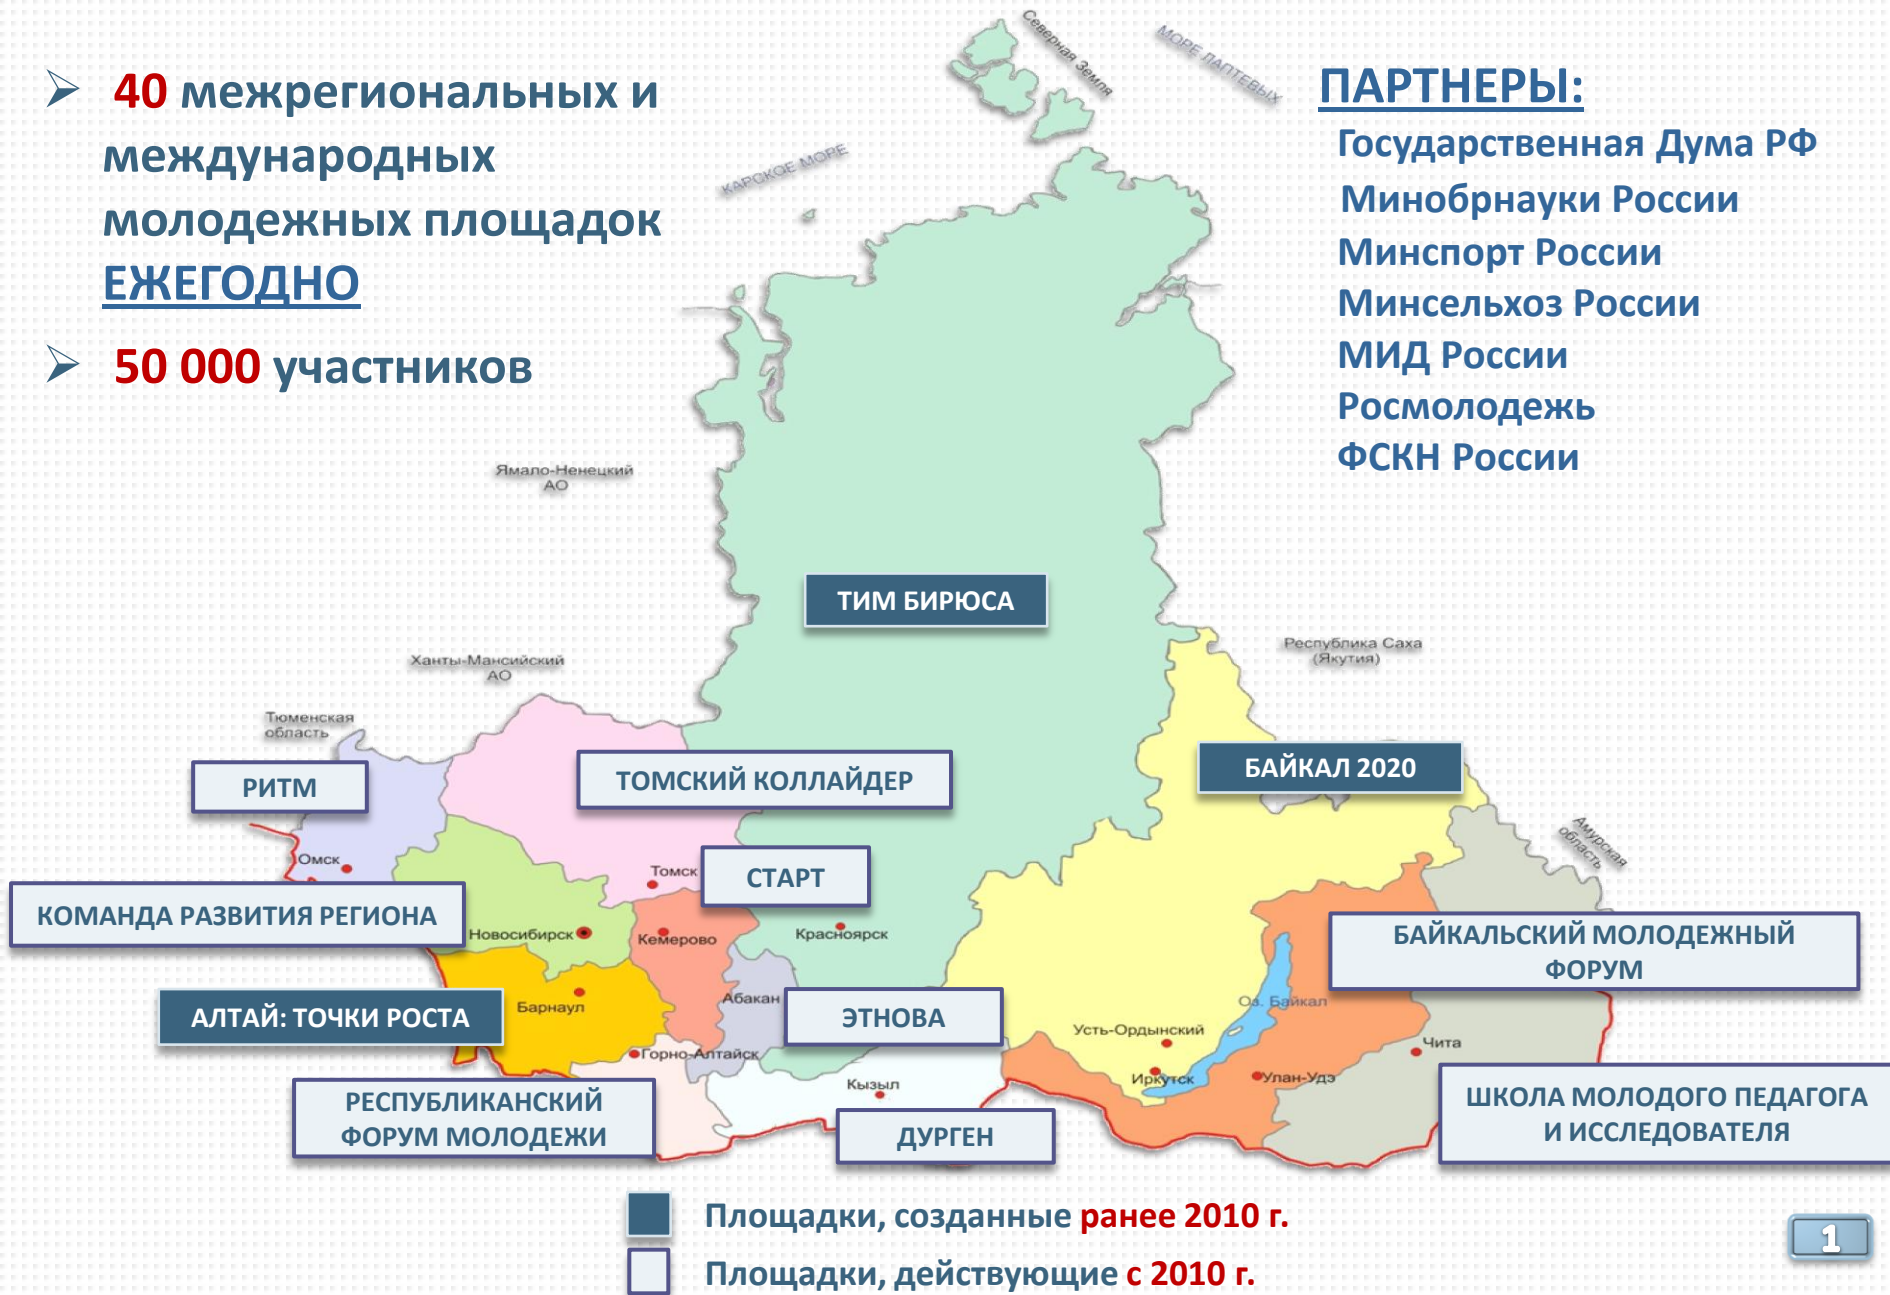 40 межрегиональных и
международных
молодежных площадок
ЕЖЕГОДНО
50 000 участников
ПАРТНЕРЫ:
Государственная Дума РФ
Минобрнауки России
Минспорт России
Минсельхоз России
МИД России
Росмолодежь
ФСКН России
Северная Земля
МОРЕ ЛАПТЕВЫХ
КАРСКОЕ МОРЕ
Ямало-Ненецкий
АО
ТИМ БИРЮСА
Ханты-Мансийский
АО
Республика Саха
(Якутия)
Тюменская
область
РИТМ
ТОМСКИЙ КОЛЛАЙДЕР
БАЙКАЛ 2020
Амурская
область
Омск
Томск
СТАРТ
КОМАНДА РАЗВИТИЯ РЕГИОНА
Новосибирск
Кемерово
Красноярск
БАЙКАЛЬСКИЙ МОЛОДЕЖНЫЙ
ФОРУМ
АЛТАЙ: ТОЧКИ РОСТА
Барнаул
Абакан
ЭТНОВА
Оз. Байкал
Усть-Ордынский
Чита
Горно-Алтайск
Кызыл
Иркутск
Улан-Удэ
РЕСПУБЛИКАНСКИЙ
ФОРУМ МОЛОДЕЖИ
ДУРГЕН
ШКОЛА МОЛОДОГО ПЕДАГОГА
И ИССЛЕДОВАТЕЛЯ
Площадки, созданные ранее 2010 г.
Площадки, действующие с 2010 г.
1